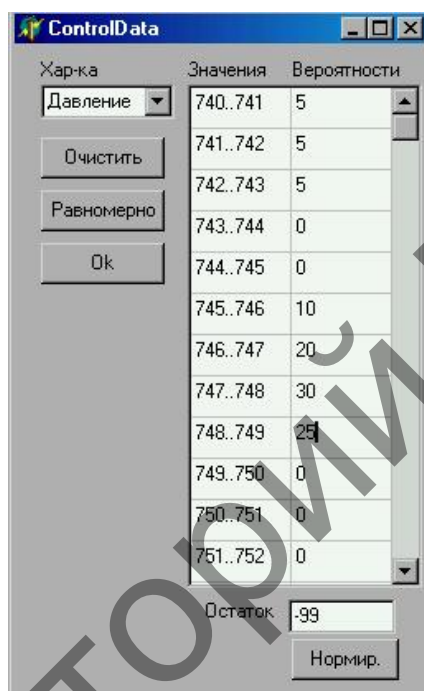 ControlData
Хар-ка Значения Вероятности
Давление 740..741 5
741..742 5
Очистить
742..743 5
Равномерно
743..744 0
Ok 744..745 0
745..746 10
746..747 20
747..748 30
748..749 25
749..750 0
750..751 0
751..752 0
Остаток -99
Нормир.